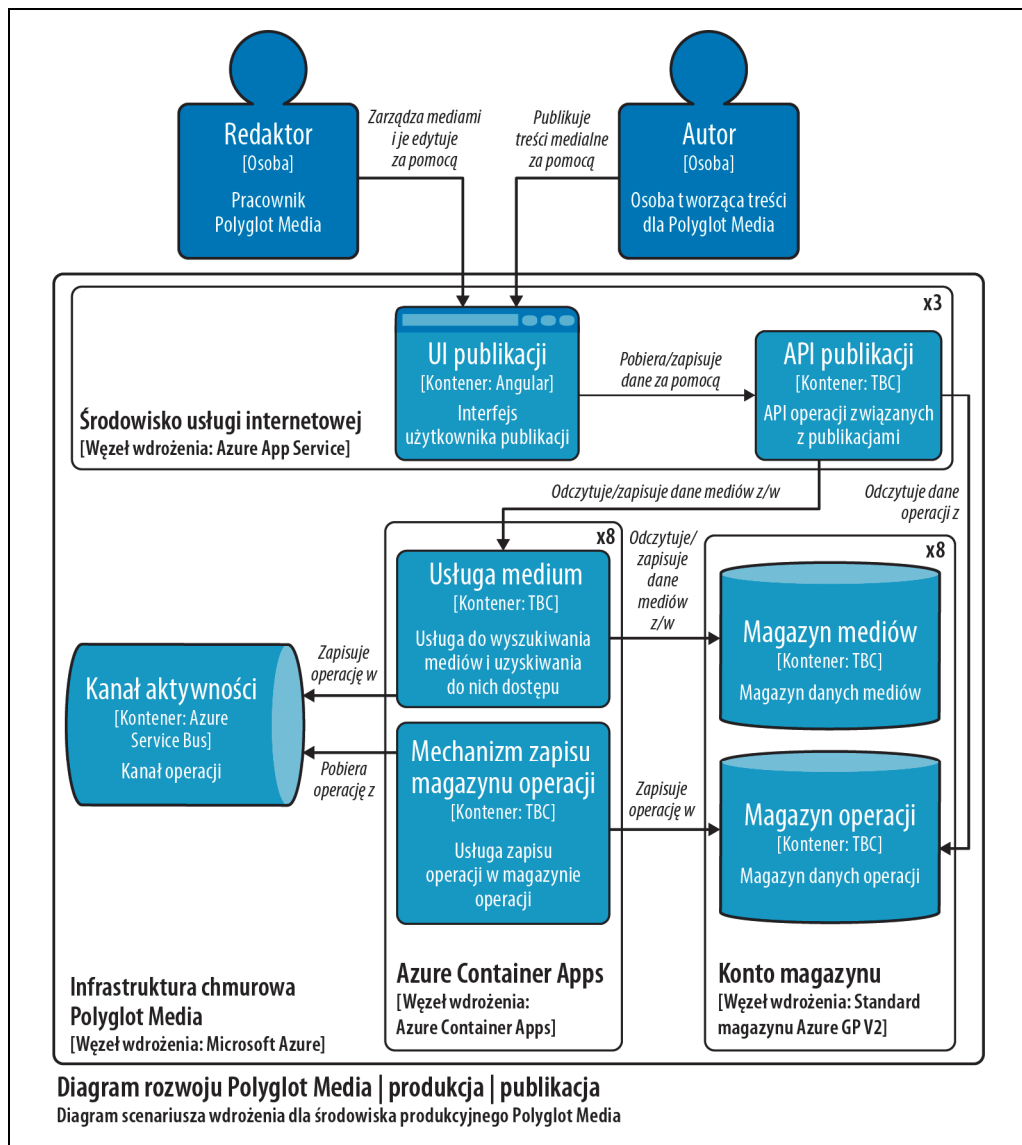 Redaktor
[Osoba]
Pracownik
Polyglot Media
Zarządza mediami
i je edytuje
za pomocą
Publikuje
treści medialne
za pomocą
Autor
[Osoba]
Osoba tworząca treści
dla Polyglot Media
x3
UI publikacji
[Kontener: Angular]
Interfejs
użytkownika publikacji
Pobiera/zapisuje
dane za pomocą
API publikacji
[Kontener: TBC]
API operacji związanych
z publikacjami
Środowisko usługi internetowej
[Węzeł wdrożenia: Azure App Service]
Odczytuje/zapisuje dane mediów z/w
Odczytuje dane
operacji z
x8
Usługa medium
[Kontener: TBC]
Usługa do wyszukiwania
mediów i uzyskiwania
do nich dostępu
Odczytuje/
zapisuje
dane
mediów
z/w
x8
Magazyn mediów
[Kontener: TBC]
Magazyn danych mediów
Zapisuje
operację w
Kanał aktywności
[Kontener: Azure
Service Bus]
Kanał operacji
Pobiera
operację z
Mechanizm zapisu
magazynu operacji
[Kontener: TBC]
Usługa zapisu
operacji w magazynie
operacji
Zapisuje
operację w
Magazyn operacji
[Kontener: TBC]
Magazyn danych operacji
Infrastruktura chmurowa
Polyglot Media
[Węzeł wdrożenia: Microsoft Azure]
Azure Container Apps
[Węzeł wdrożenia:
Azure Container Apps]
Konto magazynu
[Węzeł wdrożenia: Standard
magazynu Azure GP V2]
Diagram rozwoju Polyglot Media | produkcja | publikacja
Diagram scenariusza wdrożenia dla środowiska produkcyjnego Polyglot Media